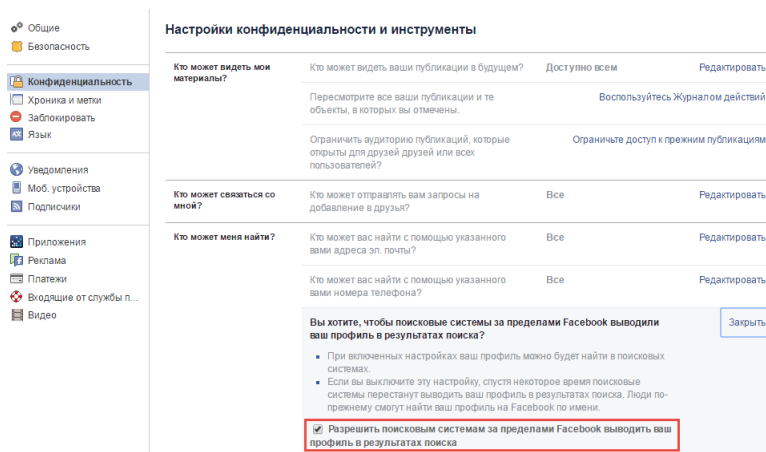 Общие
Безопасность
Конфиденциальность
Хроника и метки
Заблокировать
Язык
Уведомления
Моб. устройства
Подписчики
Приложения
Реклама
Платежи
Входящие от службы п...
Видео
Настройки конфиденциальности и инструменты
Кто может видеть мои
материалы?
Кто может видеть ваши публикации в будущем? Доступно всем Редактировать
Пересмотрите все ваши публикации и те
объекты, в которых вы отмечены.
Воспользуйтесь Журналом действий
Ограничить аудиторию публикаций, которые
открыты для друзей друзей или всех
пользователей?
Ограничьте доступ к прежним публикациям
Кто может связаться со
мной?
Кто может отправлять вам запросы на
добавление в друзья?
Все Редактировать
Кто может меня найти?
Кто может вас найти с помощью указанного
вами адреса эл. почты?
Все Редактировать
Кто может вас найти с помощью указанного
вами номера телефона?
Все Редактировать
Вы хотите, чтобы поисковые системы за пределами Facebook выводили
ваш профиль в результатах поиска?
Закрыть
При включенных настройках ваш профиль можно будет найти в поисковых
системах.
Если вы выключите эту настройку, спустя некоторое время поисковые
системы перестанут выводить ваш профиль в результатах поиска. Люди по-
прежнему смогут найти ваш профиль на Facebook по имени.
Разрешить поисковым системам за пределами Facebook выводить ваш
профиль в результатах поиска